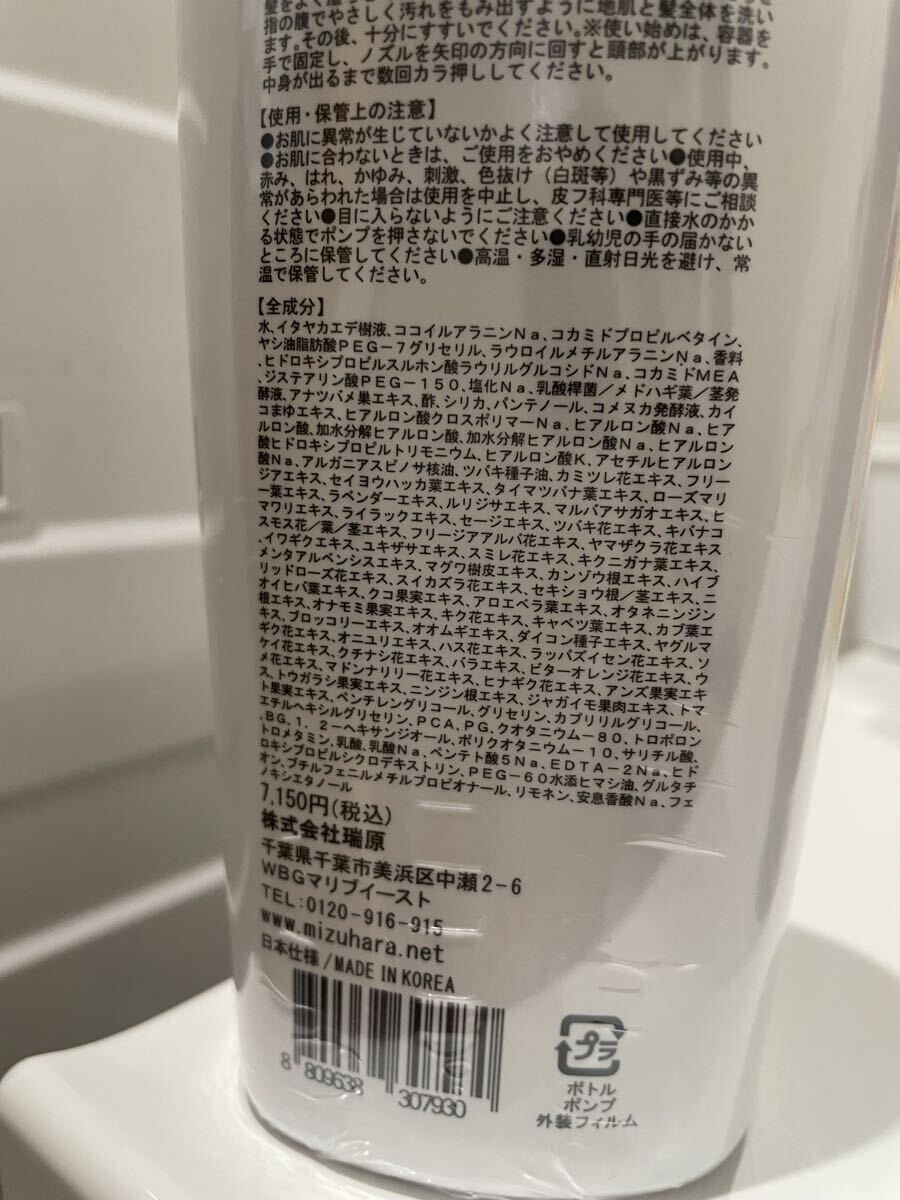 髪をよく湿ら
指の腹でやさしく汚れをもみ出すように地肌と髪全体を洗い
ます。その後、十分にすすいでください。※使い始めは、容器を
手で固定し、ノズルを矢印の方向に回すと頭部が上がります。
中身が出るまで数回カラ押ししてください。
【使用・保管上の注意】
●お肌に異常が生じていないかよく注意して使用してください
●お肌に合わないときは、ご使用をおやめください●使用中、
赤み、はれ、かゆみ、刺激、色抜け（白斑等）や黒ずみ等の異
常があらわれた場合は使用を中止し、皮フ科専門医等にご相談
ください●目に入らないようにご注意ください●直接水のかか
る状態でポンプを押さないでください●乳幼児の手の届かない
ところに保管してください●高温・多湿・直射日光を避け、常
温で保管してください。
【全成分】
水、イタヤカエデ樹液、ココイルアラニンNa、コカミドプロピルベタイン、
ヤシ油脂肪酸PEG-7グリセリル、ラウロイルメチルアラニンNa、香料
、ヒドロキシプロピルスルホン酸ラウリルグルコシドNa、コカミドMEA
、ジステアリン酸PEG-150、塩化Na、乳酸桿菌／メドハギ葉／茎発
酵液、アナツバメ巣エキス、酢、シリカ、パンテノール、コメヌカ発酵液、カイ
コまゆエキス、ヒアルロン酸クロスポリマーNa、ヒアルロン酸Na、ヒア
ルロン酸、加水分解ヒアルロン酸、加水分解ヒアルロン酸Na、ヒアルロン
酸ヒドロキシプロピルトリモニウム、ヒアルロン酸K、アセチルヒアルロン
酸Na、アルガニアスピノサ核油、ツバキ種子油、カミツレ花エキス、フリー
ジアエキス、セイヨウハッカ葉エキス、タイマツバナ葉エキス、ローズマリ
ー葉エキス、ラベンダーエキス、ルリジサエキス、マルバアサガオエキス、ヒ
マワリエキス、ライラックエキス、セージエキス、ツバキ花エキス、キバナコ
スモス花／葉／茎エキス、フリージアアルバ花エキス、ヤマザクラ花エキス
、イワギクエキス、ユキザサエキス、スミレ花エキス、キクニガナ葉エキス、
メンタアルベンシスエキス、マグワ樹皮エキス、カンゾウ根エキス、ハイブ
リッドローズ花エキス、スイカズラ花エキス、セキショウ根／茎エキス、ニ
オイヒバ葉エキス、クコ果実エキス、アロエベラ葉エキス、オタネニンジン
根エキス、オナモミ果実エキス、キク花エキス、キャベツ葉エキス、カブ葉エ
キス、ブロッコリーエキス、オオムギエキス、ダイコン種子エキス、ヤグルマ
ギク花エキス、オニユリエキス、ハス花エキス、ラッパズイセン花エキス、ソ
ケイ花エキス、クチナシ花エキス、バラエキス、ビターオレンジ花エキス、ウ
メ花エキス、マドンナリリー花エキス、ヒナギク花エキス、アンズ果実エキ
ス、トウガラシ果実エキス、ニンジン根エキス、ジャガイモ果肉エキス、トマ
ト果実エキス、ペンチレングリコール、グリセリン、カプリリルグリコール、
エチルヘキシルグリセリン、PCA、PG、クオタニウム-80、トロポロン
、BG、1,2-ヘキサンジオール、ポリクオタニウム-10、サリチル酸、
トロメタミン、乳酸、乳酸Na、ペンテト酸5Na、EDTA-2Na、ヒド
ロキシプロピルシクロデキストリン、PEG-60水添ヒマシ油、グルタチ
オン、ブチルフェニルメチルプロピオナール、リモネン、安息香酸Na、フェ
ノキシエタノール
7,150円(税込)
株式会社瑞原
千葉県千葉市美浜区中瀬2-6
WBGマリブイースト
TEL:0120-916-915
www.mizuhara.net
日本仕様/MADE IN KOREA
8 809638 307930
プラ
ボトル
ポンプ
外装フィルム